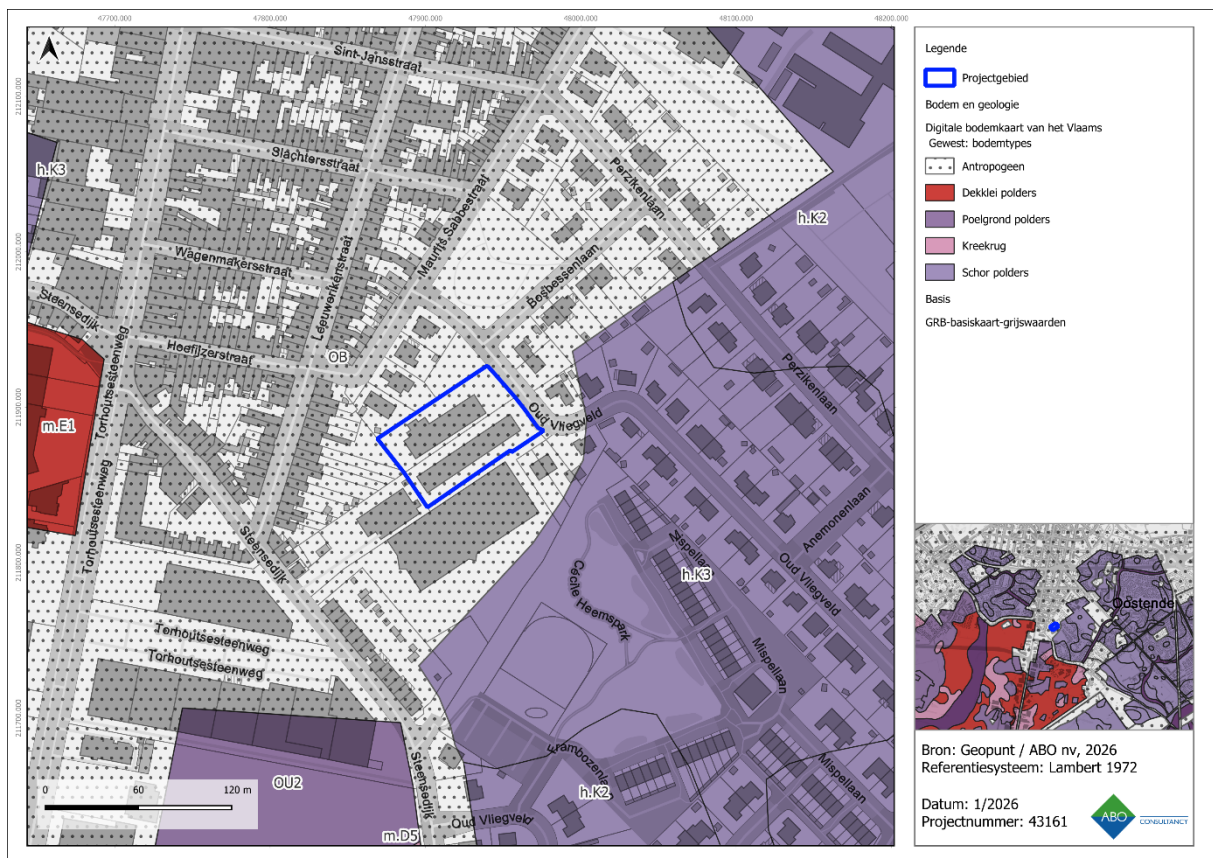 47700.000 47800.000 47900.000 48000.000 48100.000 48200.000
212100.000
212000.000
211900.000
211800.000
211700.000
Sint-Jansstraat
Slachtersstraat
h.K3
Wagenmakersstraat
Leeuwerikenstraat
Maurits Sabbestraat
Perzikenlaan
Bosbessenlaan
h.K2
Steensedijk
Hoefijzerstraat
OB
Torhoutsesteenweg
m.E1
Torhoutsesteenweg
Oud Vliegveld
Perzikenlaan
Anemonenlaan
Steensedijk
Nispellaan
h.K3
Oud Vliegveld
Cécile Heemspark
Torhoutsesteenweg
Torhoutsesteenweg
Mispellaan
Frambozenlaan
h.K2
Mispellaan
OU2
Steensedijk
m.D5
Oud Vliegveld
0 60 120 m
Legende
Projectgebied
Bodem en geologie
Digitale bodemkaart van het Vlaams
Gewest: bodemtypes
Antropogeen
Dekklei polders
Poelgrond polders
Kreekrug
Schor polders
Basis
GRB-basiskaart-grijswaarden
Oostende
Bron: Geopunt / ABO nv, 2026
Referentiesysteem: Lambert 1972
Datum: 1/2026
Projectnummer: 43161
ABO
CONSULTANCY